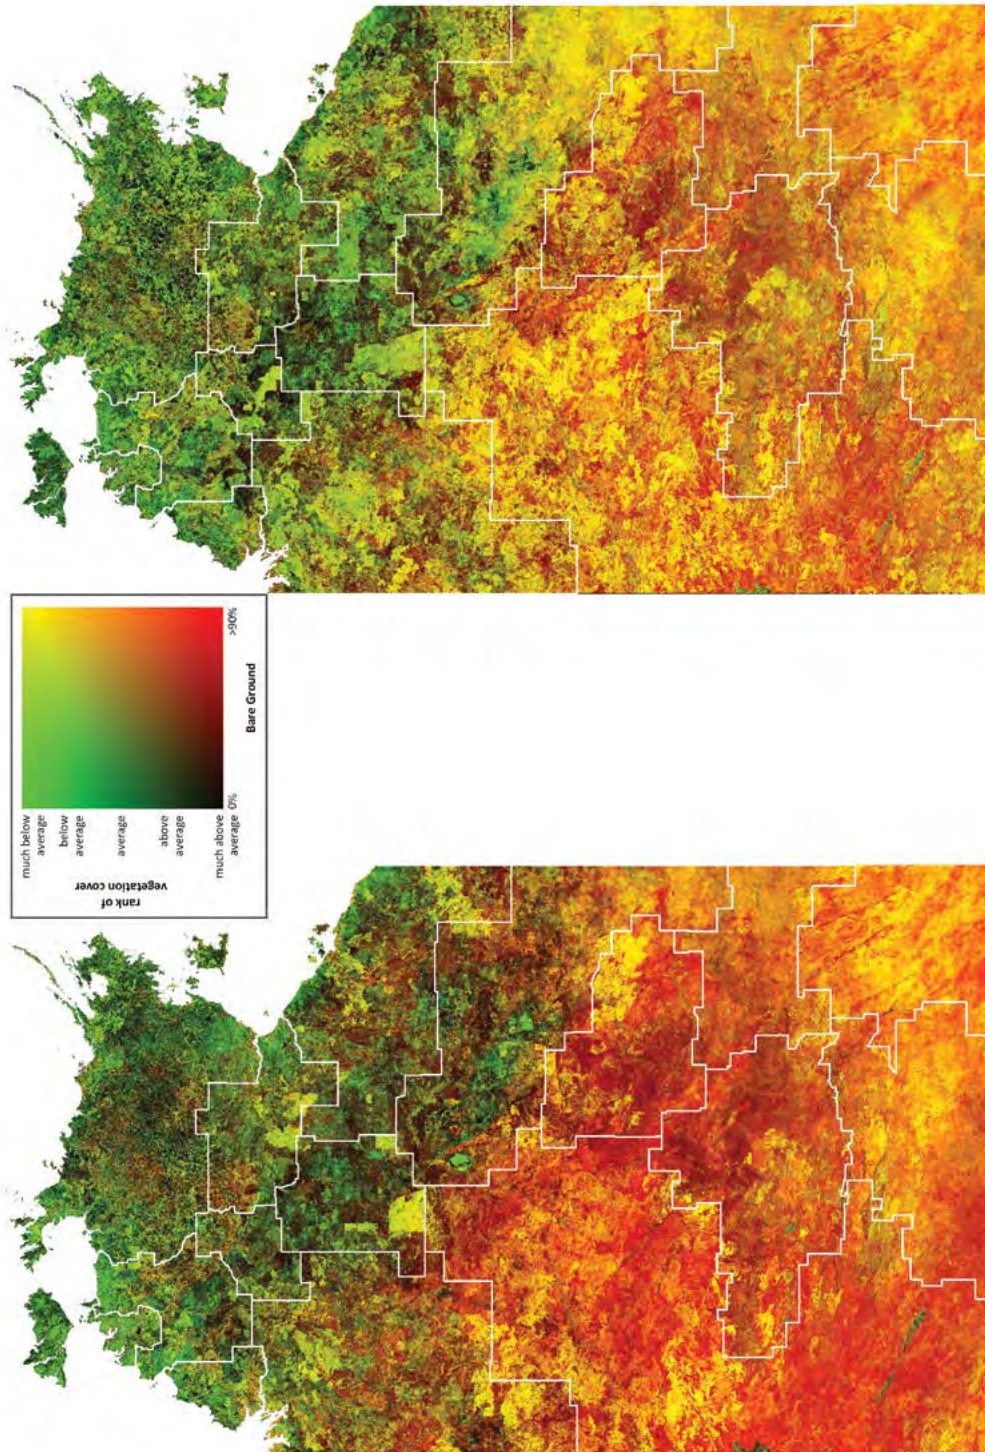 rank of
vegetation cover
much below
average
below
average
average
above
average
much above
average
0%
>90%
Bare Ground